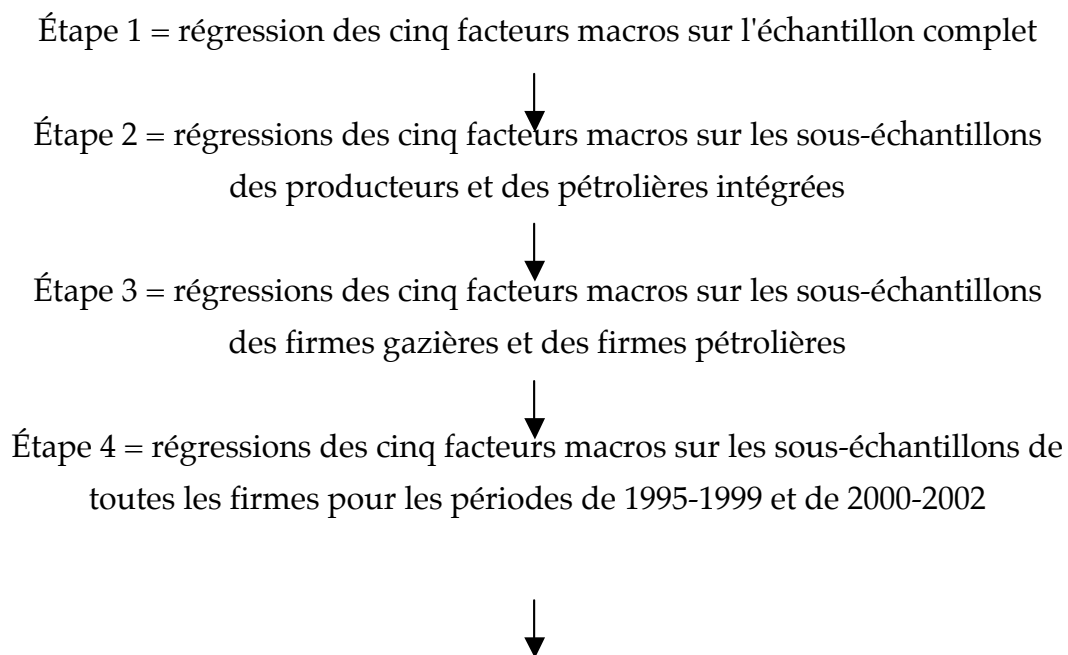 Étape 1 = régression des cinq facteurs macros sur l'échantillon complet
Étape 2 = régressions des cinq facteurs macros sur les sous-échantillons
des producteurs et des pétrolières intégrées
Étape 3 = régressions des cinq facteurs macros sur les sous-échantillons
des firmes gazières et des firmes pétrolières
Étape 4 = régressions des cinq facteurs macros sur les sous-échantillons de
toutes les firmes pour les périodes de 1995-1999 et de 2000-2002